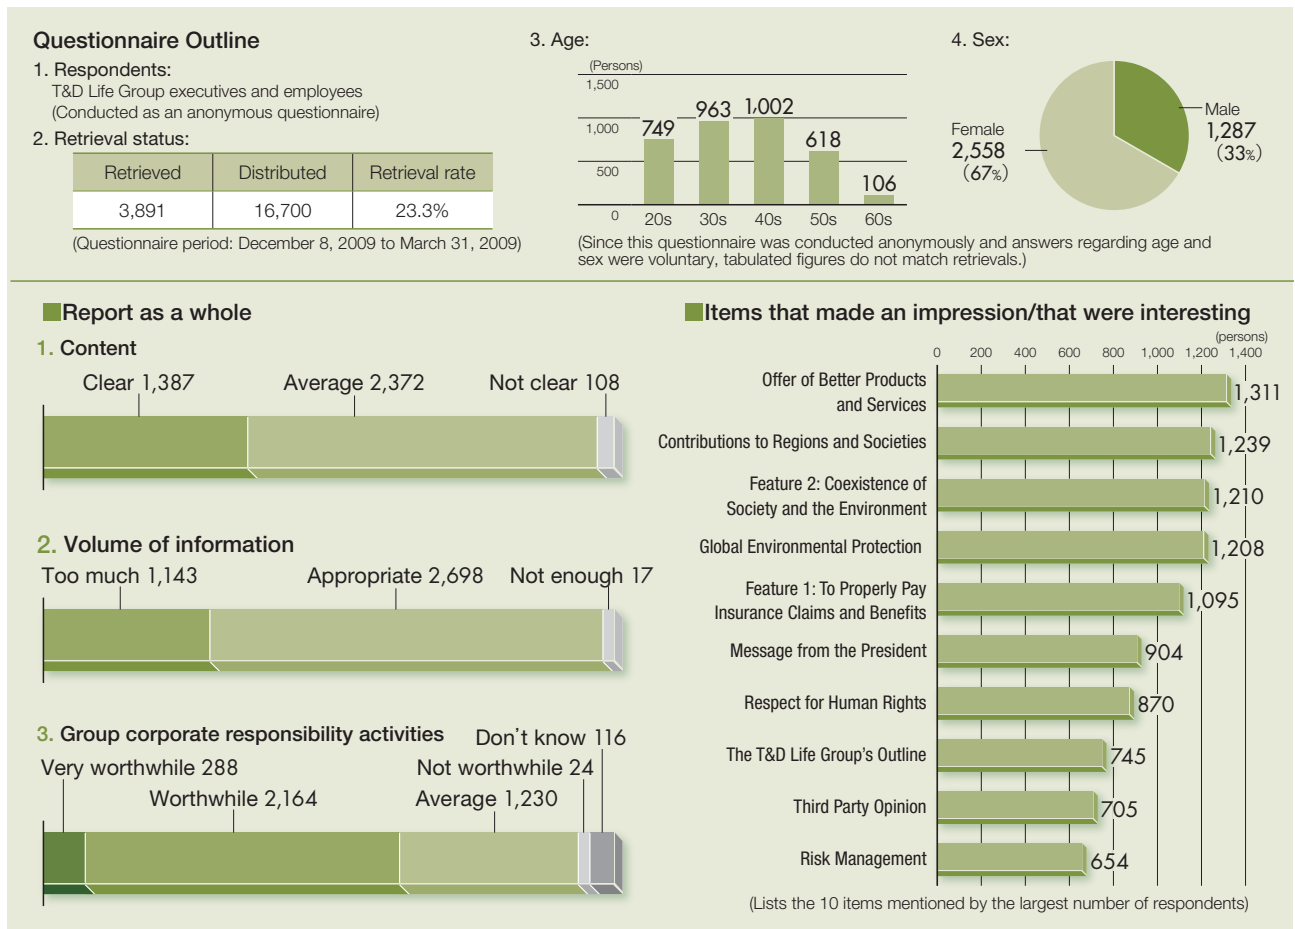 Questionnaire Outline
1. Respondents:
T&D Life Group executives and employees
(Conducted as an anonymous questionnaire)
2. Retrieval status:
Retrieved Distributed Retrieval rate
3,891 16,700 23.3%
(Questionnaire period: December 8, 2009 to March 31, 2009)
3. Age:
(Persons)
1,500
1,000
500
0
749 963 1,002 618 106
20s 30s 40s 50s 60s
4. Sex:
Female
2,558
(67%)
Male
1,287
(33%)
(Since this questionnaire was conducted anonymously and answers regarding age and
sex were voluntary, tabulated figures do not match retrievals.)
Report as a whole
1. Content
Clear 1,387 Average 2,372 Not clear 108
2. Volume of information
Too much 1,143 Appropriate 2,698 Not enough 17
3. Group corporate responsibility activities
Don't know 116
Very worthwhile 288 Not worthwhile 24
Worthwhile 2,164 Average 1,230
Items that made an impression/that were interesting
(persons)
0 200 400 600 800 1,000 1,200 1,400
Offer of Better Products
and Services
1,311
Contributions to Regions and Societies 1,239
Feature 2: Coexistence of
Society and the Environment
1,210
Global Environmental Protection 1,208
Feature 1: To Properly Pay
Insurance Claims and Benefits
1,095
Message from the President 904
Respect for Human Rights 870
The T&D Life Group's Outline 745
Third Party Opinion 705
Risk Management 654
(Lists the 10 items mentioned by the largest number of respondents)